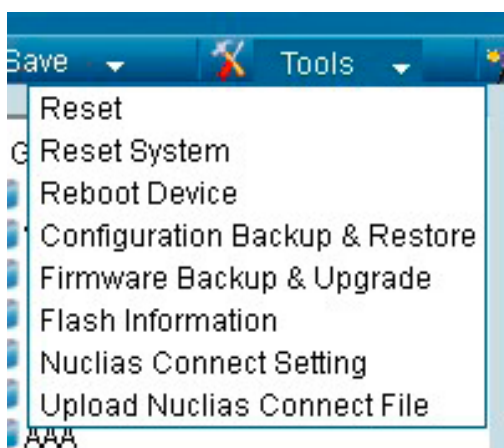 Save Tools
Reset
G Reset System
Reboot Device
Configuration Backup & Restore
Firmware Backup & Upgrade
Flash Information
Nuclias Connect Setting
Upload Nuclias Connect File
AAA